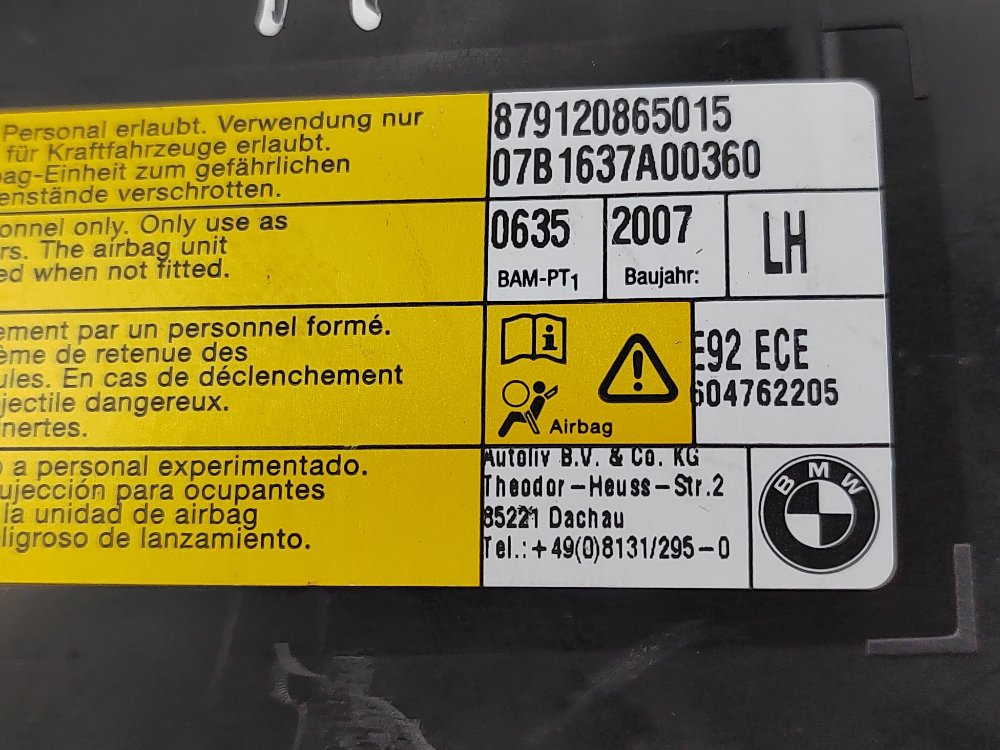 Personal erlaubt. Verwendung nur
für Kraftfahrzeuge erlaubt.
bag-Einheit zum gefährlichen
enstände verschrotten.
onnel only. Only use as
rs. The airbag unit
ed when not fitted.
ement par un personnel formé.
ème de retenue des
ules. En cas de déclenchement
jectile dangereux.
nertes.
o a personal experimentado.
ujección para ocupantes
la unidad de airbag
ligroso de lanzamiento.
879120865015
07B1637A00360
0635
BAM-PT1
2007
Baujahr:
LH
Airbag
E92 ECE
604762205
Autoliv B.V. & Co. KG
Theodor-Heuss-Str.2
85221 Dachau
Tel.: +49(0)8131/295-0
BMW